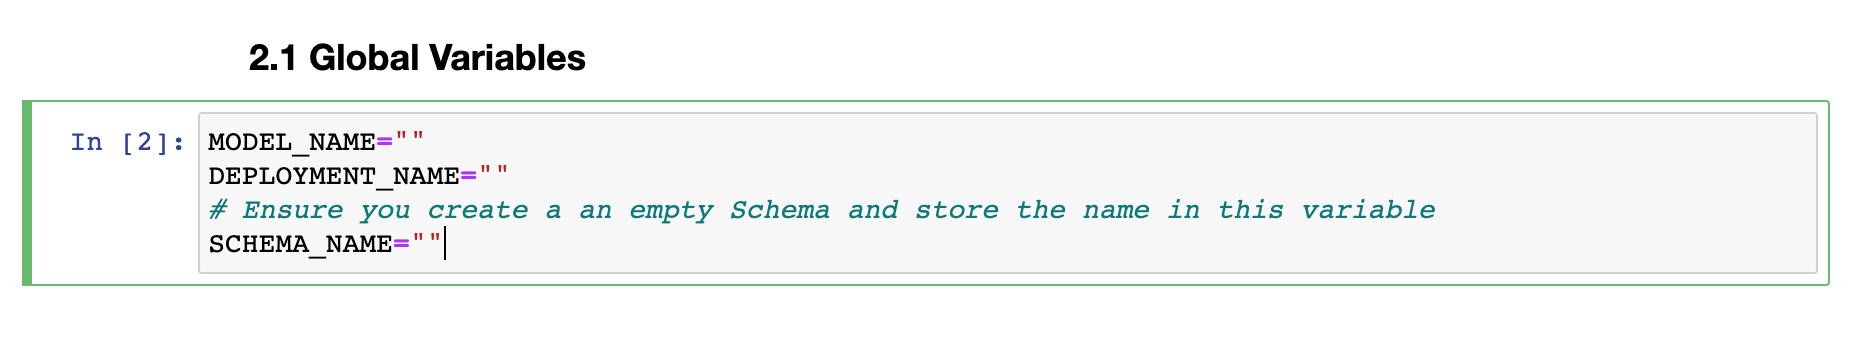 2.1 Global Variables
In [2]:
MODEL_NAME=""
DEPLOYMENT_NAME=""
# Ensure you create a an empty Schema and store the name in this variable
SCHEMA_NAME=""